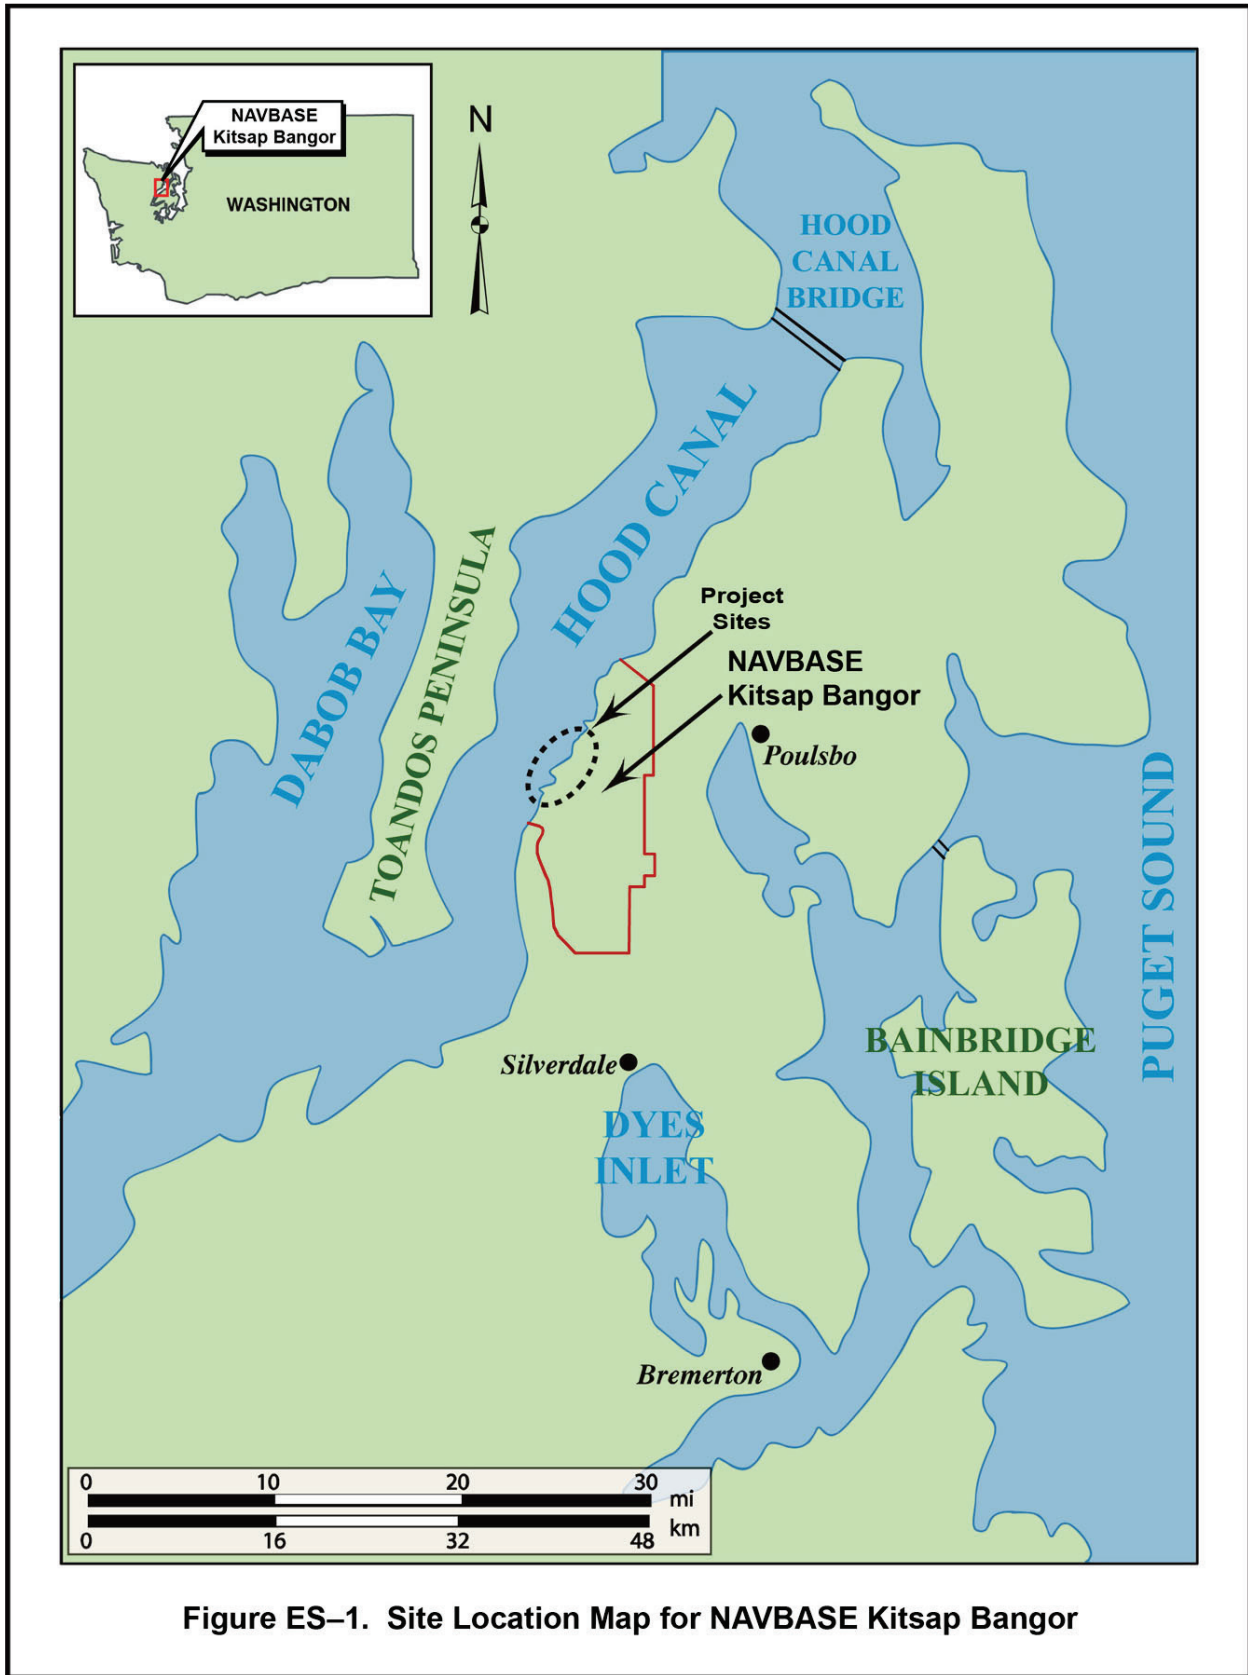 NAVBASE
Kitsap Bangor
WASHINGTON
N
HOOD
CANAL
BRIDGE
HOOD CANAL
DABOB BAY
TOANDOS PENINSULA
Project
Sites
NAVBASE
Kitsap Bangor
Poulsbo
PUGET SOUND
BAINBRIDGE
ISLAND
Silverdale
DYES
INLET
Bremerton
0 10 20 30
mi
km
0 16 32 48
Figure ES–1. Site Location Map for NAVBASE Kitsap Bangor